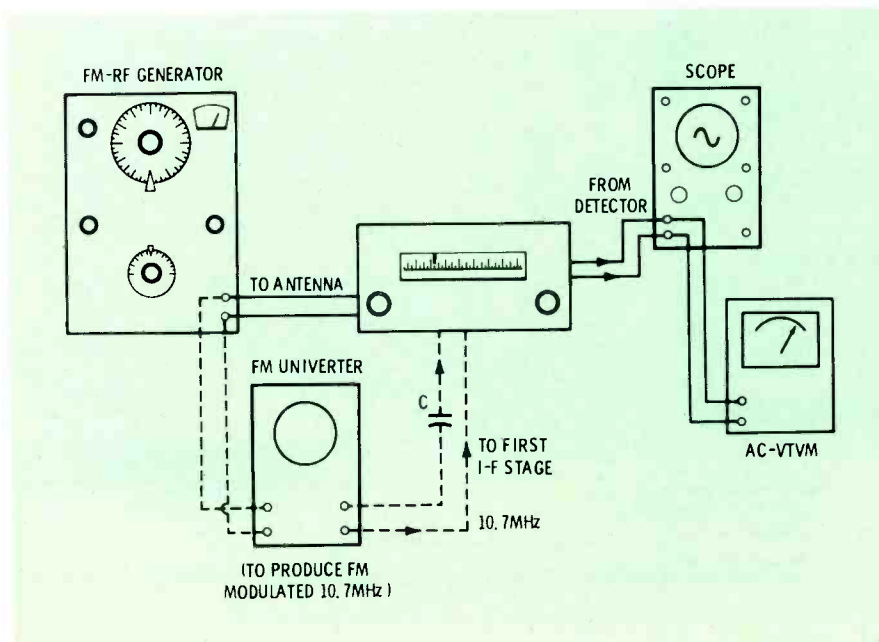 FM-RF GENERATOR
SCOPE
FROM
DETECTOR
TO ANTENNA
FM UNIVERTER
C
TO FIRST
I-F STAGE
10.7MHz
AC-VTVM
(TO PRODUCE FM
MODULATED 10.7MHz)